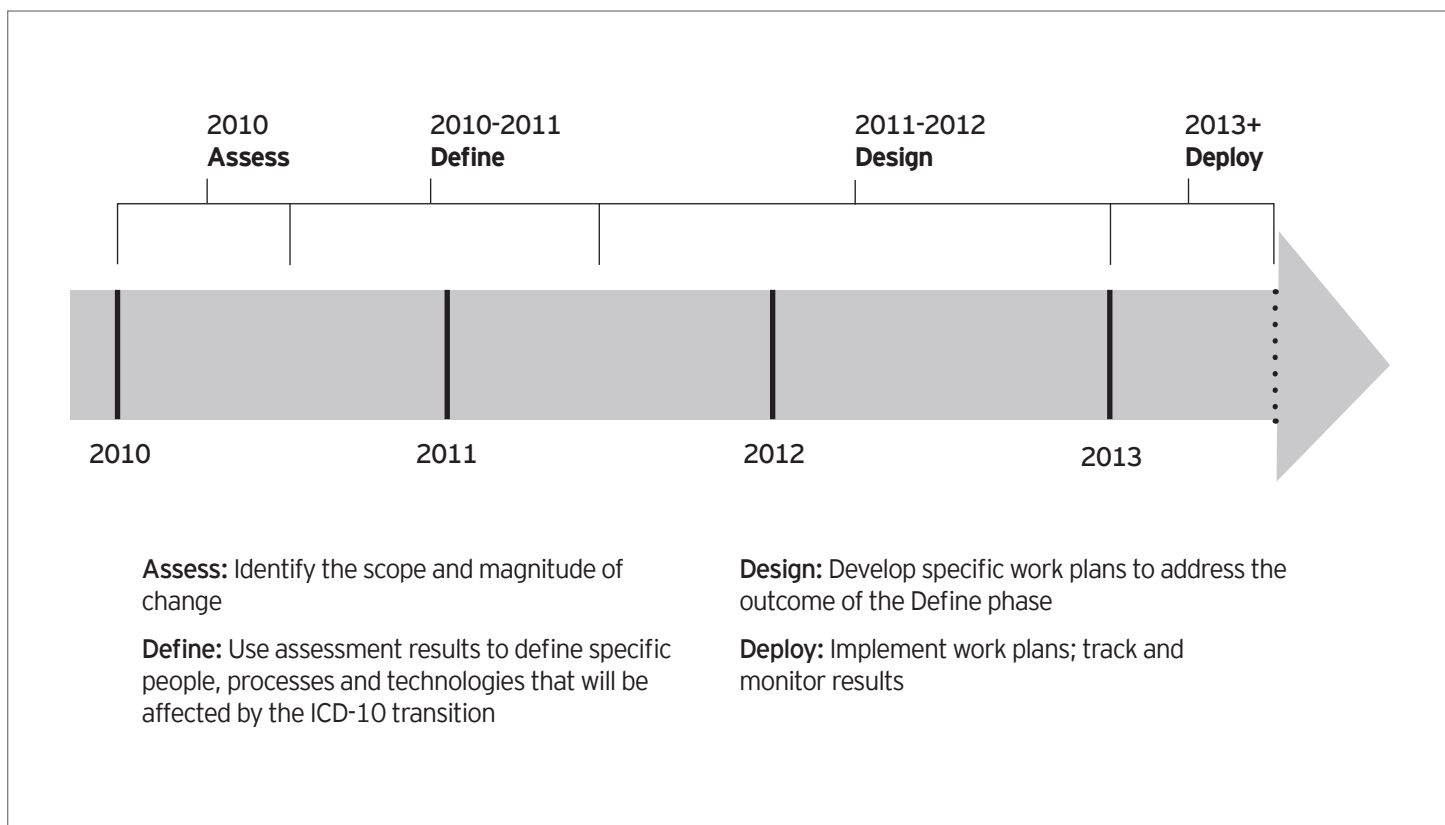 2010
Assess
2010-2011
Define
2011-2012
Design
2013+
Deploy
2010
2011
2012
2013
Assess: Identify the scope and magnitude of
change
Define: Use assessment results to define specific
people, processes and technologies that will be
affected by the ICD-10 transition
Design: Develop specific work plans to address the
outcome of the Define phase
Deploy: Implement work plans; track and
monitor results